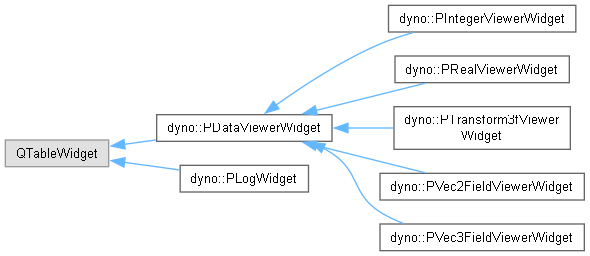 dyno::PIntegerViewerWidget
dyno::PRealViewerWidget
dyno::PTransform3fViewer
Widget
dyno::PDataViewerWidget
QTableWidget
dyno::PLogWidget
dyno::PVec2FieldViewerWidget
dyno::PVec3FieldViewerWidget